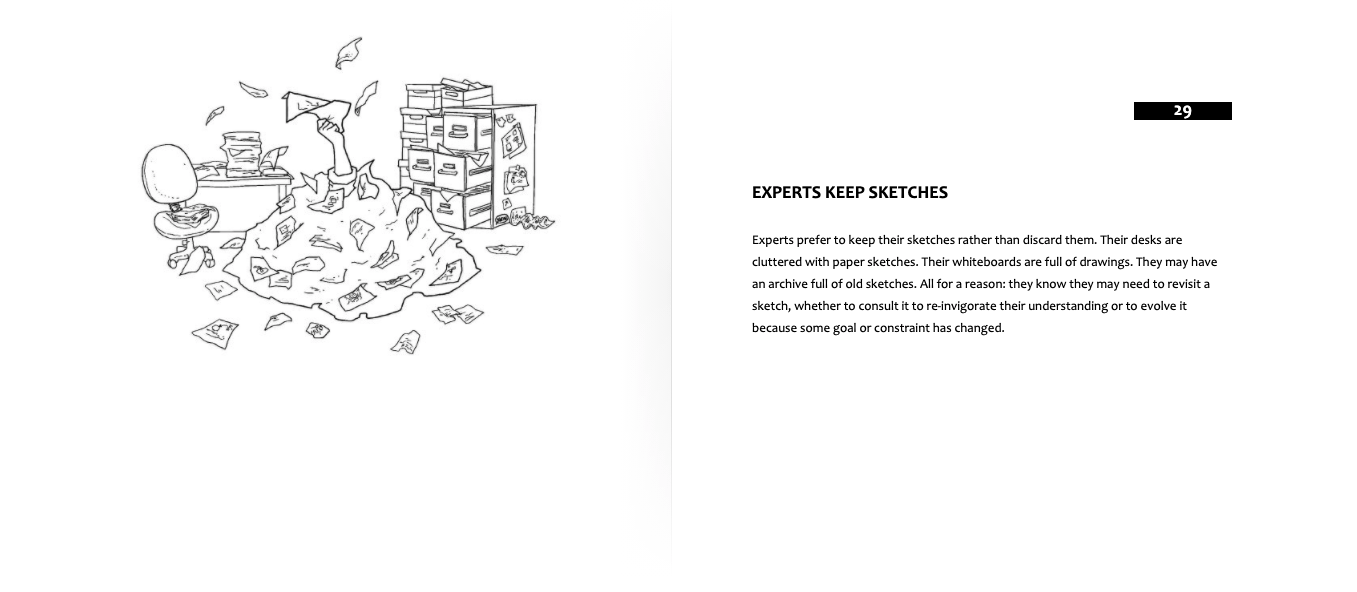 29
EXPERTS KEEP SKETCHES
Experts prefer to keep their sketches rather than discard them. Their desks are
cluttered with paper sketches. Their whiteboards are full of drawings. They may have
an archive full of old sketches. All for a reason: they know they may need to revisit a
sketch, whether to consult it to re-invigorate their understanding or to evolve it
because some goal or constraint has changed.